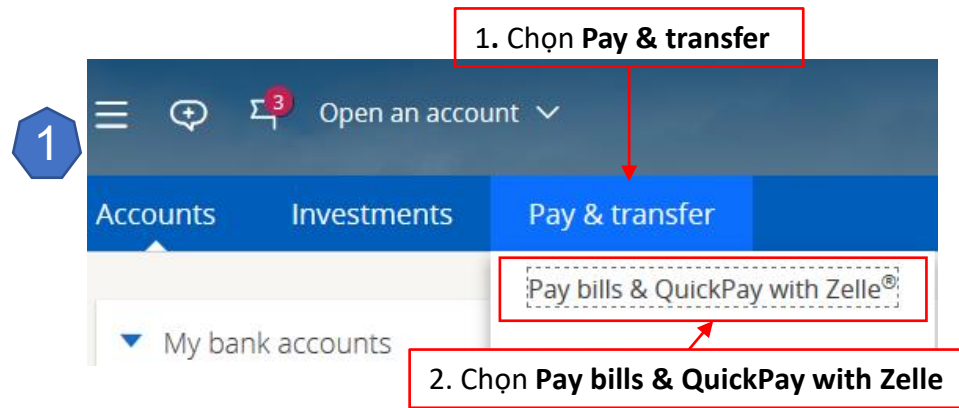 1. Chọn Pay & transfer
1
3
Open an account
Accounts Investments Pay & transfer
Pay bills & QuickPay with Zelle®
My bank accounts
2. Chọn Pay bills & QuickPay with Zelle